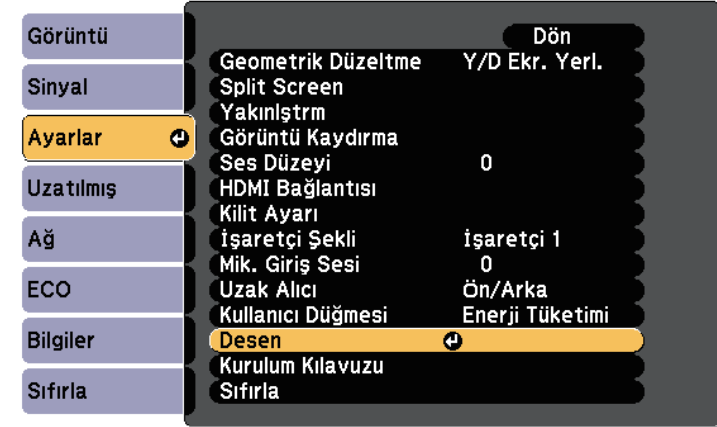 Görüntü
Sinyal
Ayarlar
Uzatılmış
Ağ
ECO
Bilgiler
Sıfırla
Dön
Geometrik Düzeltme Y/D Ekr. Yerl.
Split Screen
Yakınlştrm
Görüntü Kaydırma
Ses Düzeyi 0
HDMI Bağlantısı
Kilit Ayarı
İşaretçi Şekli İşaretçi 1
Mik. Giriş Sesi 0
Uzak Alıcı Ön/Arka
Kullanıcı Düğmesi Enerji Tüketimi
Desen
Kurulum Kılavuzu
Sıfırla